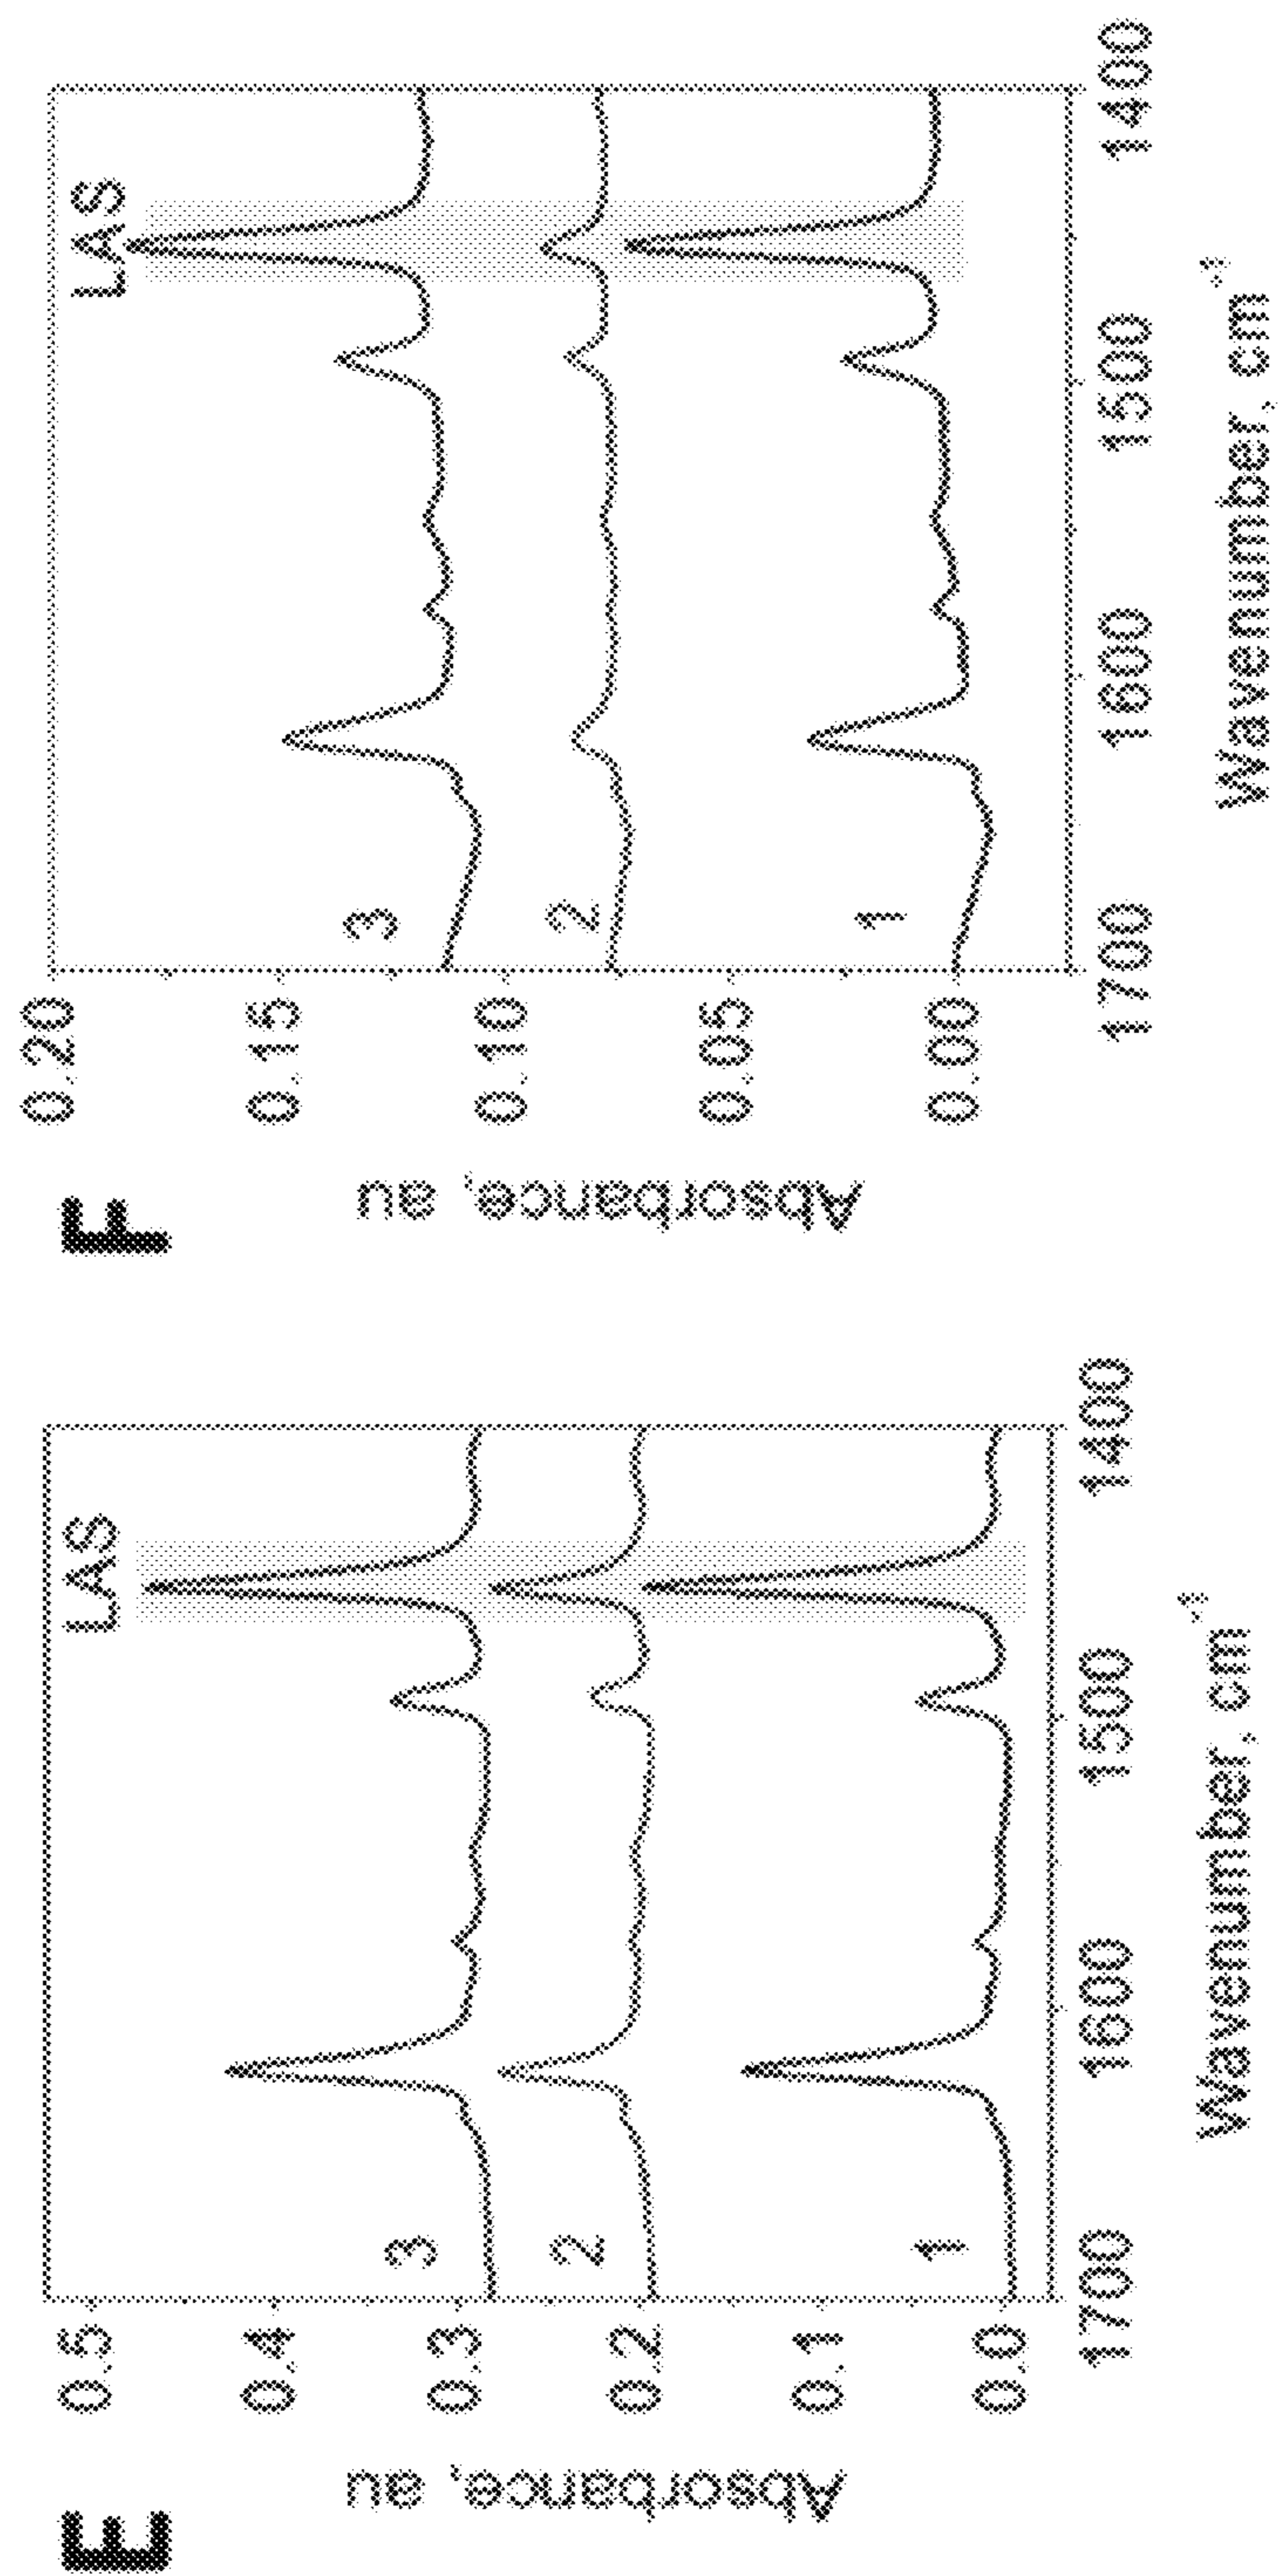 E
Absorbance, au
0.5
0.4
0.3
0.2
0.1
0.0
LAS
3
2
1
1700 1600 1500 1400
Wavenumber, cm-1
F
Absorbance, au
0.20
0.15
0.10
0.05
0.00
LAS
3
2
1
1700 1600 1500 1400
Wavenumber, cm-1